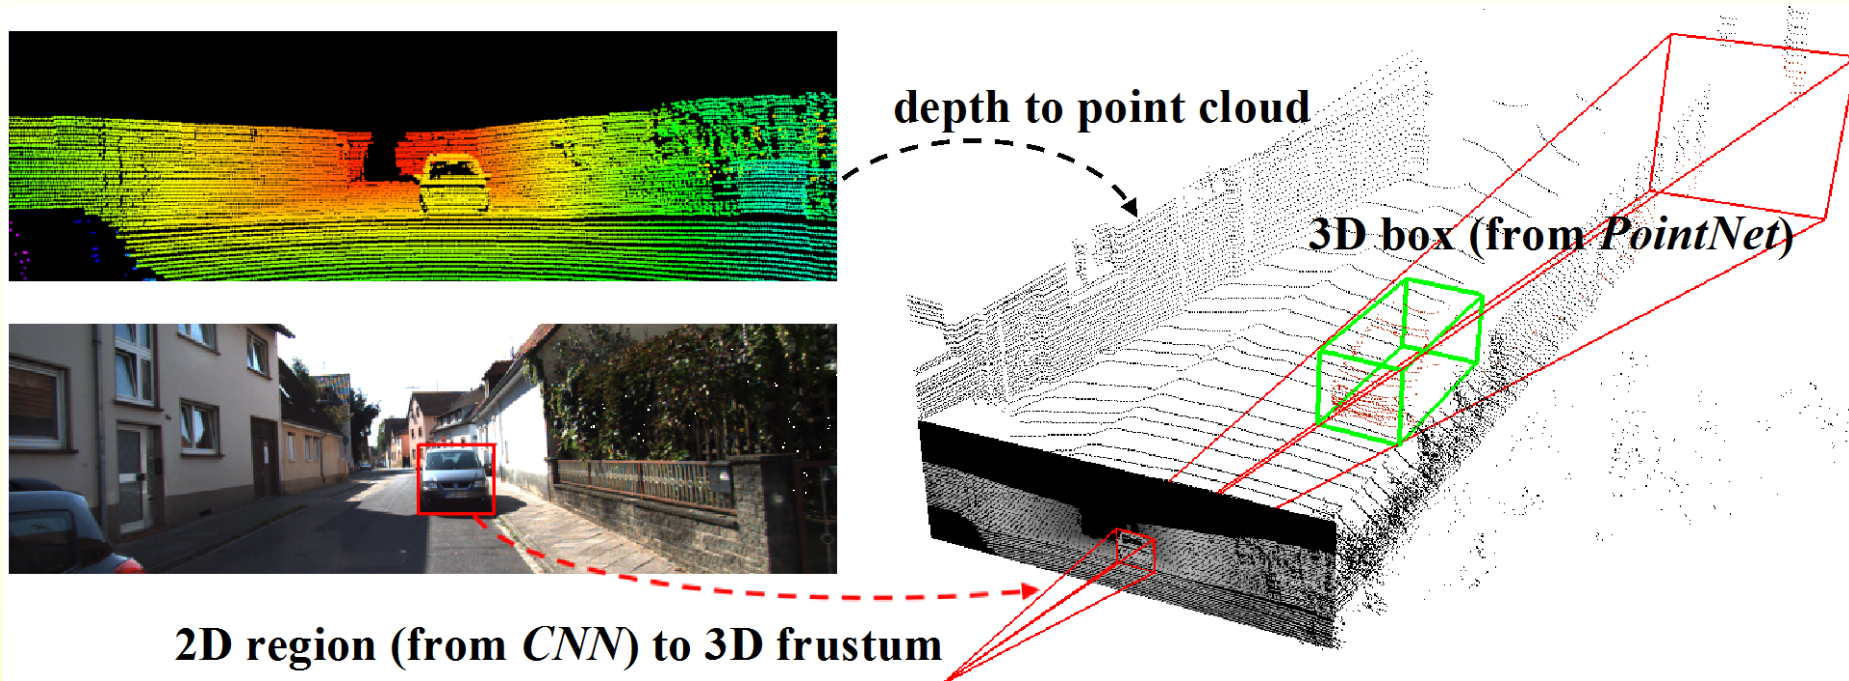 depth to point cloud
3D box (from PointNet)
2D region (from CNN) to 3D frustum